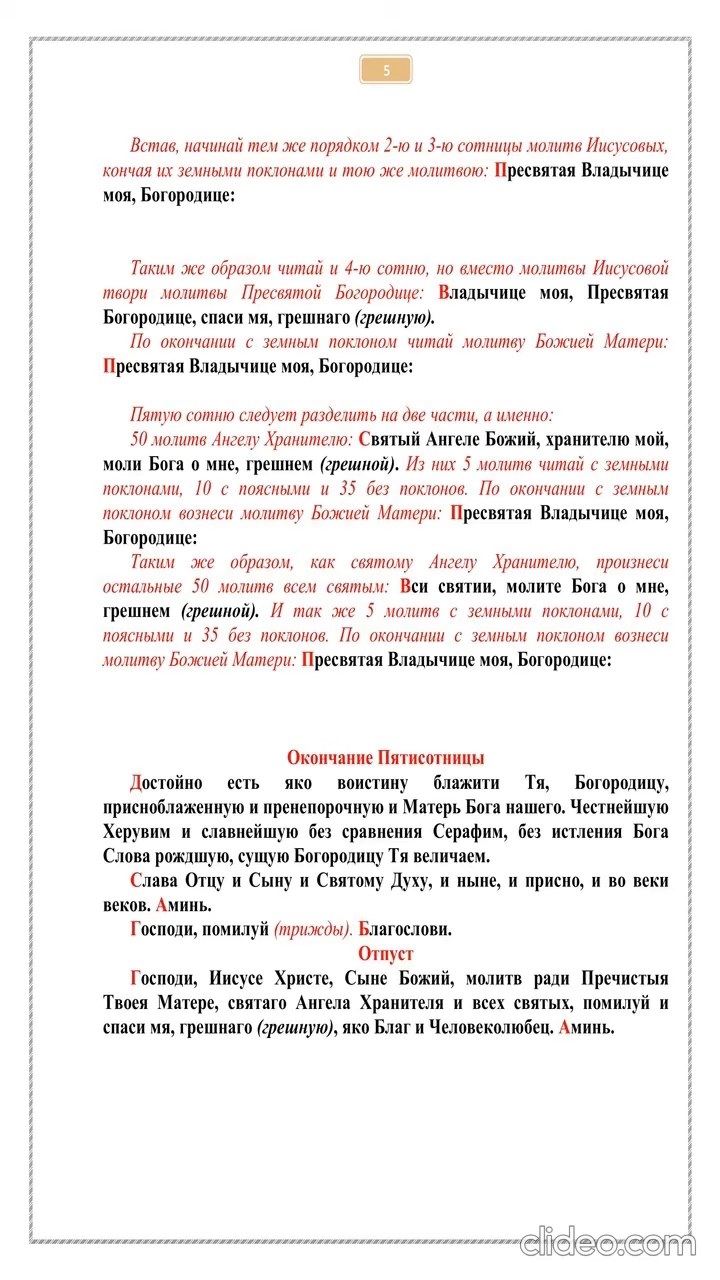 5
Встав, начинай тем же порядком 2-ю и 3-ю сотницы молитв Иисусовых,
кончая их земными поклонами и тою же молитвою: Пресвятая Владычице
моя, Богородице:
Таким же образом читай и 4-ю сотню, но вместо молитвы Иисусовой
твори молитвы Пресвятой Богородице: Владычице моя, Пресвятая
Богородице, спаси мя, грешнаго (грешную).
По окончании с земным поклоном читай молитву Божией Матери:
Пресвятая Владычице моя, Богородице:
Пятую сотню следует разделить на две части, а именно:
50 молитв Ангелу Хранителю: Святый Ангеле Божий, хранителю мой,
моли Бога о мне, грешнем (грешной). Из них 5 молитв читай с земными
поклонами, 10 с поясными и 35 без поклонов. По окончании с земным
поклоном вознеси молитву Божией Матери: Пресвятая Владычице моя,
Богородице:
Таким же образом, как святому Ангелу Хранителю, произнеси
остальные 50 молитв всем святым: Вси святии, молите Бога о мне,
грешнем (грешной). И так же 5 молитв с земными поклонами, 10 с
поясными и 35 без поклонов. По окончании с земным поклоном вознеси
молитву Божией Матери: Пресвятая Владычице моя, Богородице:
Окончание Пятисотницы
Достойно есть яко воистину блажити Тя, Богородицу,
присноблаженную и пренепорочную и Матерь Бога нашего. Честнейшую
Херувим и славнейшую без сравнения Серафим, без истления Бога
Слова рождшую, сущую Богородицу Тя величаем.
Слава Отцу и Сыну и Святому Духу, и ныне, и присно, и во веки
веков. Аминь.
Господи, помилуй (трижды). Благослови.
Отпуст
Господи, Иисусе Христе, Сыне Божий, молитв ради Пречистыя
Твоея Матере, святаго Ангела Хранителя и всех святых, помилуй и
спаси мя, грешнаго (грешную), яко Благ и Человеколюбец. Аминь.
clideo.com